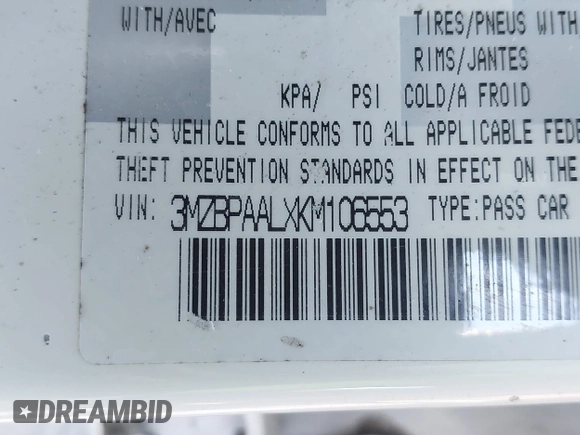 WITH/AVEC
TIRES/PNEUS WITH
RIMS/JANTES
KPA/ PSI COLD/A FROID
THIS VEHICLE CONFORMS TO ALL APPLICABLE FEDE
THEFT PREVENTION STANDARDS IN EFFECT ON THE
VIN: 3MZBPAALXKM106553 TYPE:PASS CAR
DREAMBID